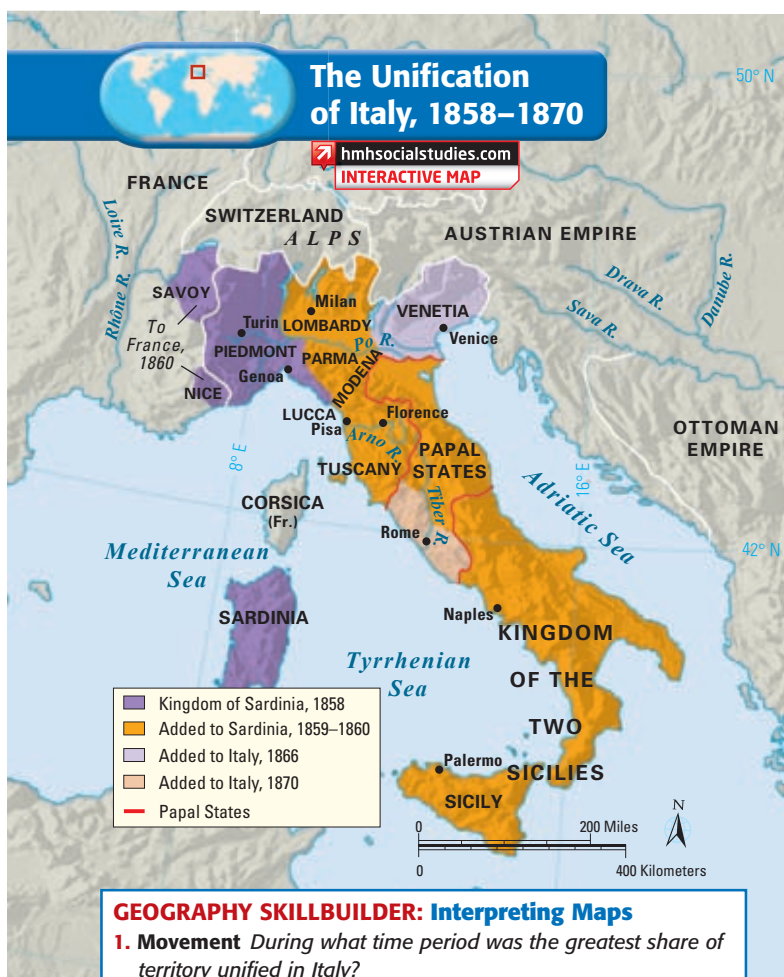 The Unification
of Italy, 1858–1870
hmhsocialstudies.com
INTERACTIVE MAP
50° N
FRANCE
SWITZERLAND
ALPS
AUSTRIAN EMPIRE
Loire R.
Rhône R.
Drava R.
Danube R.
Sava R.
SAVOY
To
France,
1860
Milan
Turin
LOMBARDY
VENETIA
Venice
Po R.
PIEDMONT
PARMA
Genoa
MODENA
NICE
LUCCA
Pisa
Florence
Arno R.
OTTOMAN
EMPIRE
TUSCANY
PAPAL
STATES
8° E
16° E
Adriatic Sea
CORSICA
(Fr.)
Tiber R.
Rome
42° N
Mediterranean
Sea
SARDINIA
Naples
KINGDOM
OF THE
TWO
SICILIES
Tyrrhenian
Sea
Palermo
SICILY
Kingdom of Sardinia, 1858
Added to Sardinia, 1859–1860
Added to Italy, 1866
Added to Italy, 1870
Papal States
0 200 Miles
0 400 Kilometers
N
GEOGRAPHY SKILLBUILDER: Interpreting Maps
1. Movement During what time period was the greatest share of
territory unified in Italy?